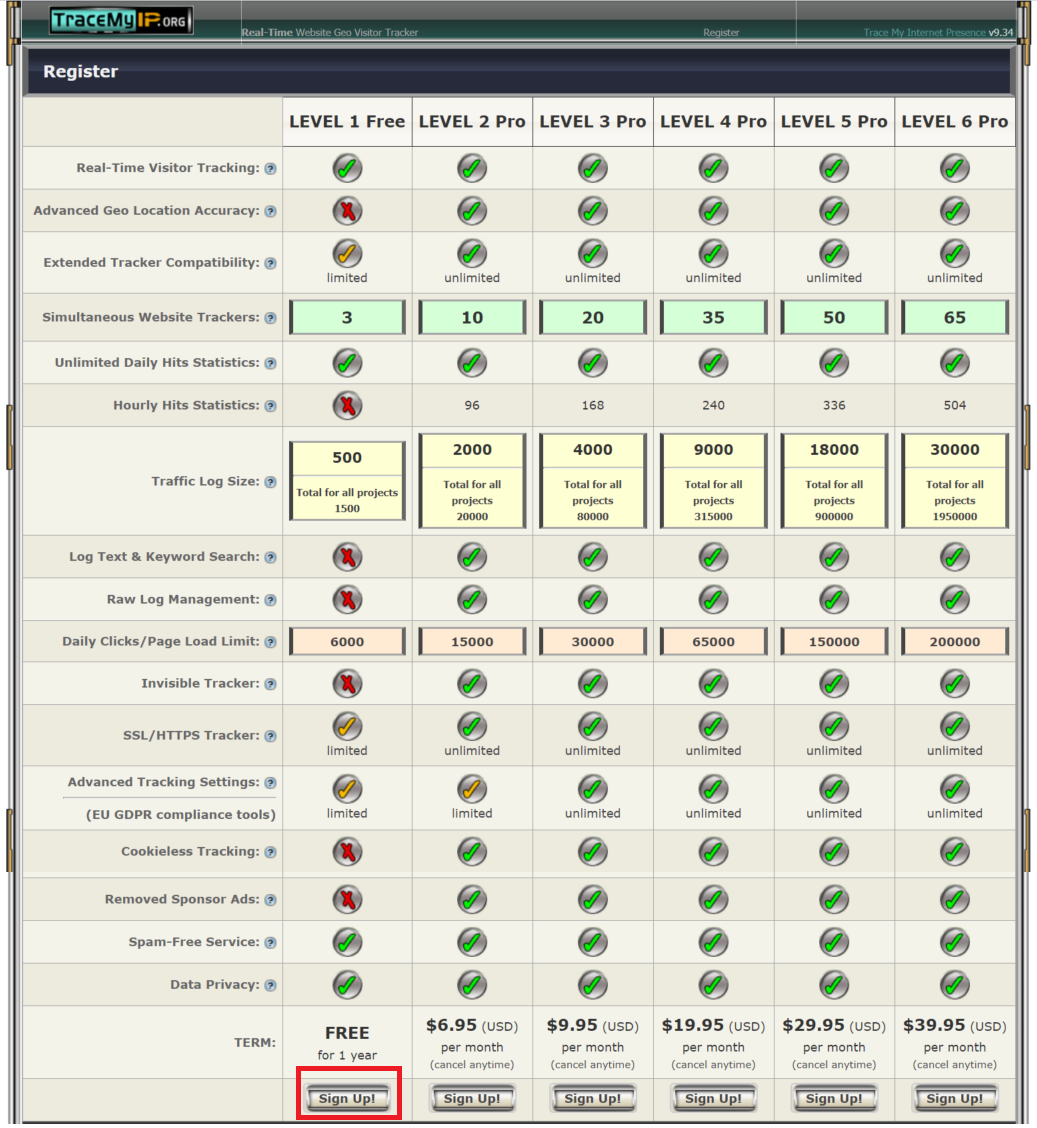 TraceMyIP.ORG
Real-Time Website Geo Visitor Tracker Register Trace My Internet Presence v9.34
Register
LEVEL 1 Free LEVEL 2 Pro LEVEL 3 Pro LEVEL 4 Pro LEVEL 5 Pro LEVEL 6 Pro
Real-Time Visitor Tracking: ?
Advanced Geo Location Accuracy: ?
Extended Tracker Compatibility: ?
limited unlimited unlimited unlimited unlimited unlimited
Simultaneous Website Trackers: ? 3 10 20 35 50 65
Unlimited Daily Hits Statistics: ?
Hourly Hits Statistics: ? 96 168 240 336 504
Traffic Log Size: ?
500 2000 4000 9000 18000 30000
Total for all projects 1500
Total for all projects 20000
Total for all projects 80000
Total for all projects 315000
Total for all projects 900000
Total for all projects 1950000
Log Text & Keyword Search: ?
Raw Log Management: ?
Daily Clicks/Page Load Limit: ? 6000 15000 30000 65000 150000 200000
Invisible Tracker: ?
SSL/HTTPS Tracker: ?
limited unlimited unlimited unlimited unlimited unlimited
Advanced Tracking Settings: ?
(EU GDPR compliance tools) limited limited unlimited unlimited unlimited unlimited
Cookieless Tracking: ?
Removed Sponsor Ads: ?
Spam-Free Service: ?
Data Privacy: ?
TERM:
FREE $6.95 (USD) $9.95 (USD) $19.95 (USD) $29.95 (USD) $39.95 (USD)
for 1 year per month per month per month per month per month
(cancel anytime) (cancel anytime) (cancel anytime) (cancel anytime) (cancel anytime)
Sign Up! Sign Up! Sign Up! Sign Up! Sign Up! Sign Up!